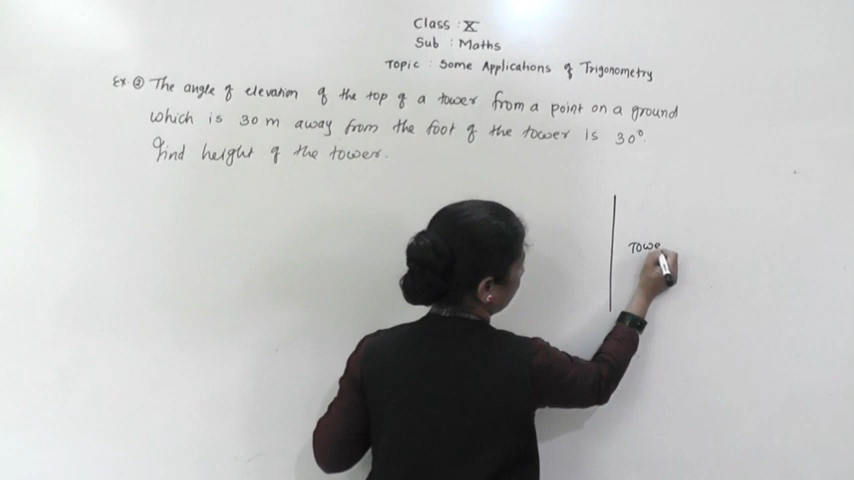 Class : X
Sub : Maths
Topic : Some Applications of Trigonometry
Ex. ③ The angle of elevation of the top of a tower from a point on a ground
which is 30 m away from the foot of the tower is 30°.
find height of the tower.
Towe